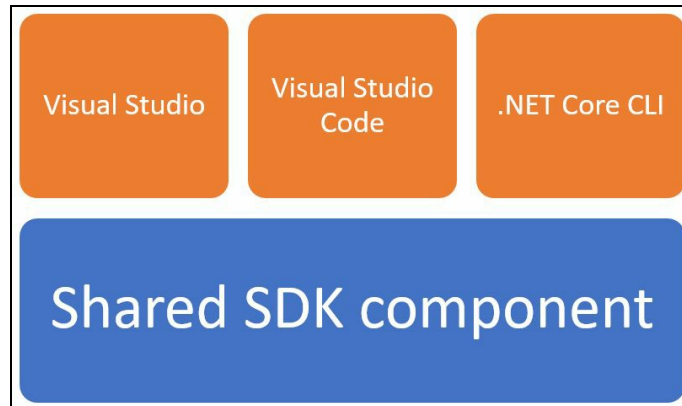 Visual Studio
Visual Studio
Code
.NET Core CLI
Shared SDK component